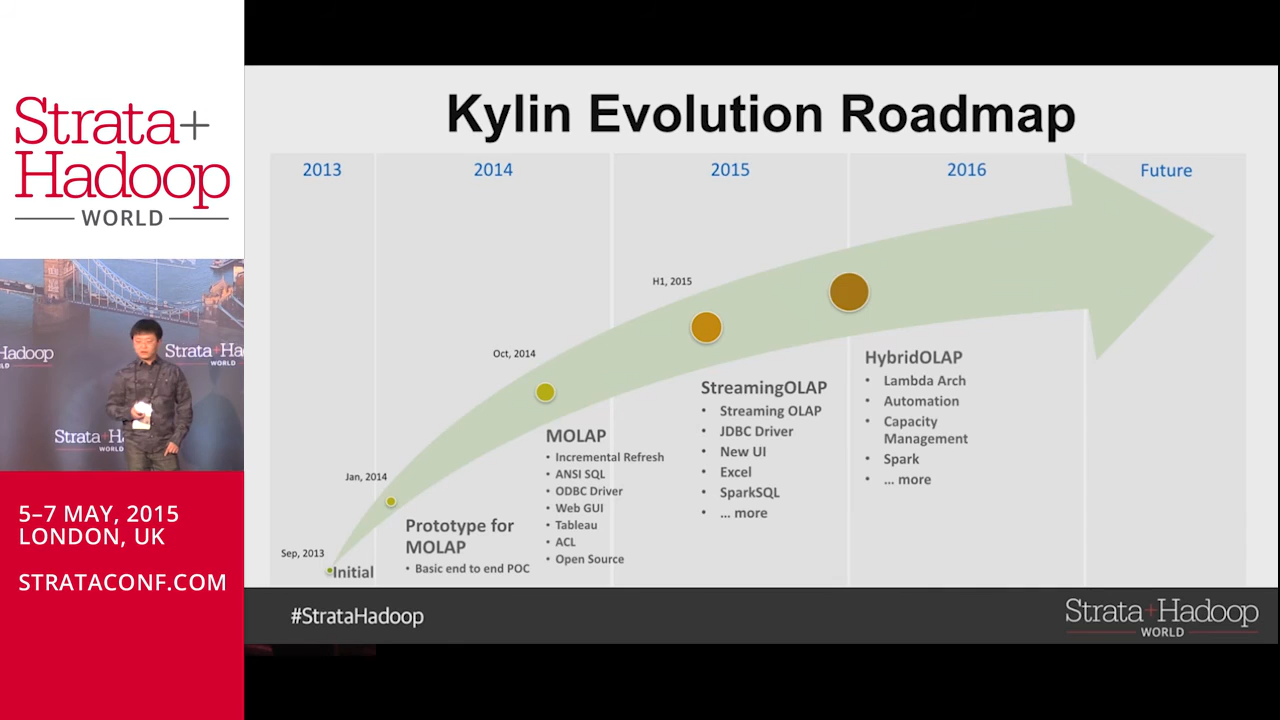 Strata+
Hadoop
WORLD
Hadoop
Strata+Ha
WORLD
Strata+H
WORL
5–7 MAY, 2015
LONDON, UK
STRATACONF.COM
Kylin Evolution Roadmap
2013
2014
2015
2016
Future
Sep, 2013
Initial
Jan, 2014
Prototype for
MOLAP
• Basic end to end POC
Oct, 2014
MOLAP
• Incremental Refresh
• ANSI SQL
• ODBC Driver
• Web GUI
• Tableau
• ACL
• Open Source
H1, 2015
StreamingOLAP
• Streaming OLAP
• JDBC Driver
• New UI
• Excel
• SparkSQL
• ... more
HybridOLAP
• Lambda Arch
• Automation
• Capacity
Management
• Spark
• ... more
#StrataHadoop
Strata+Hadoop
WORLD